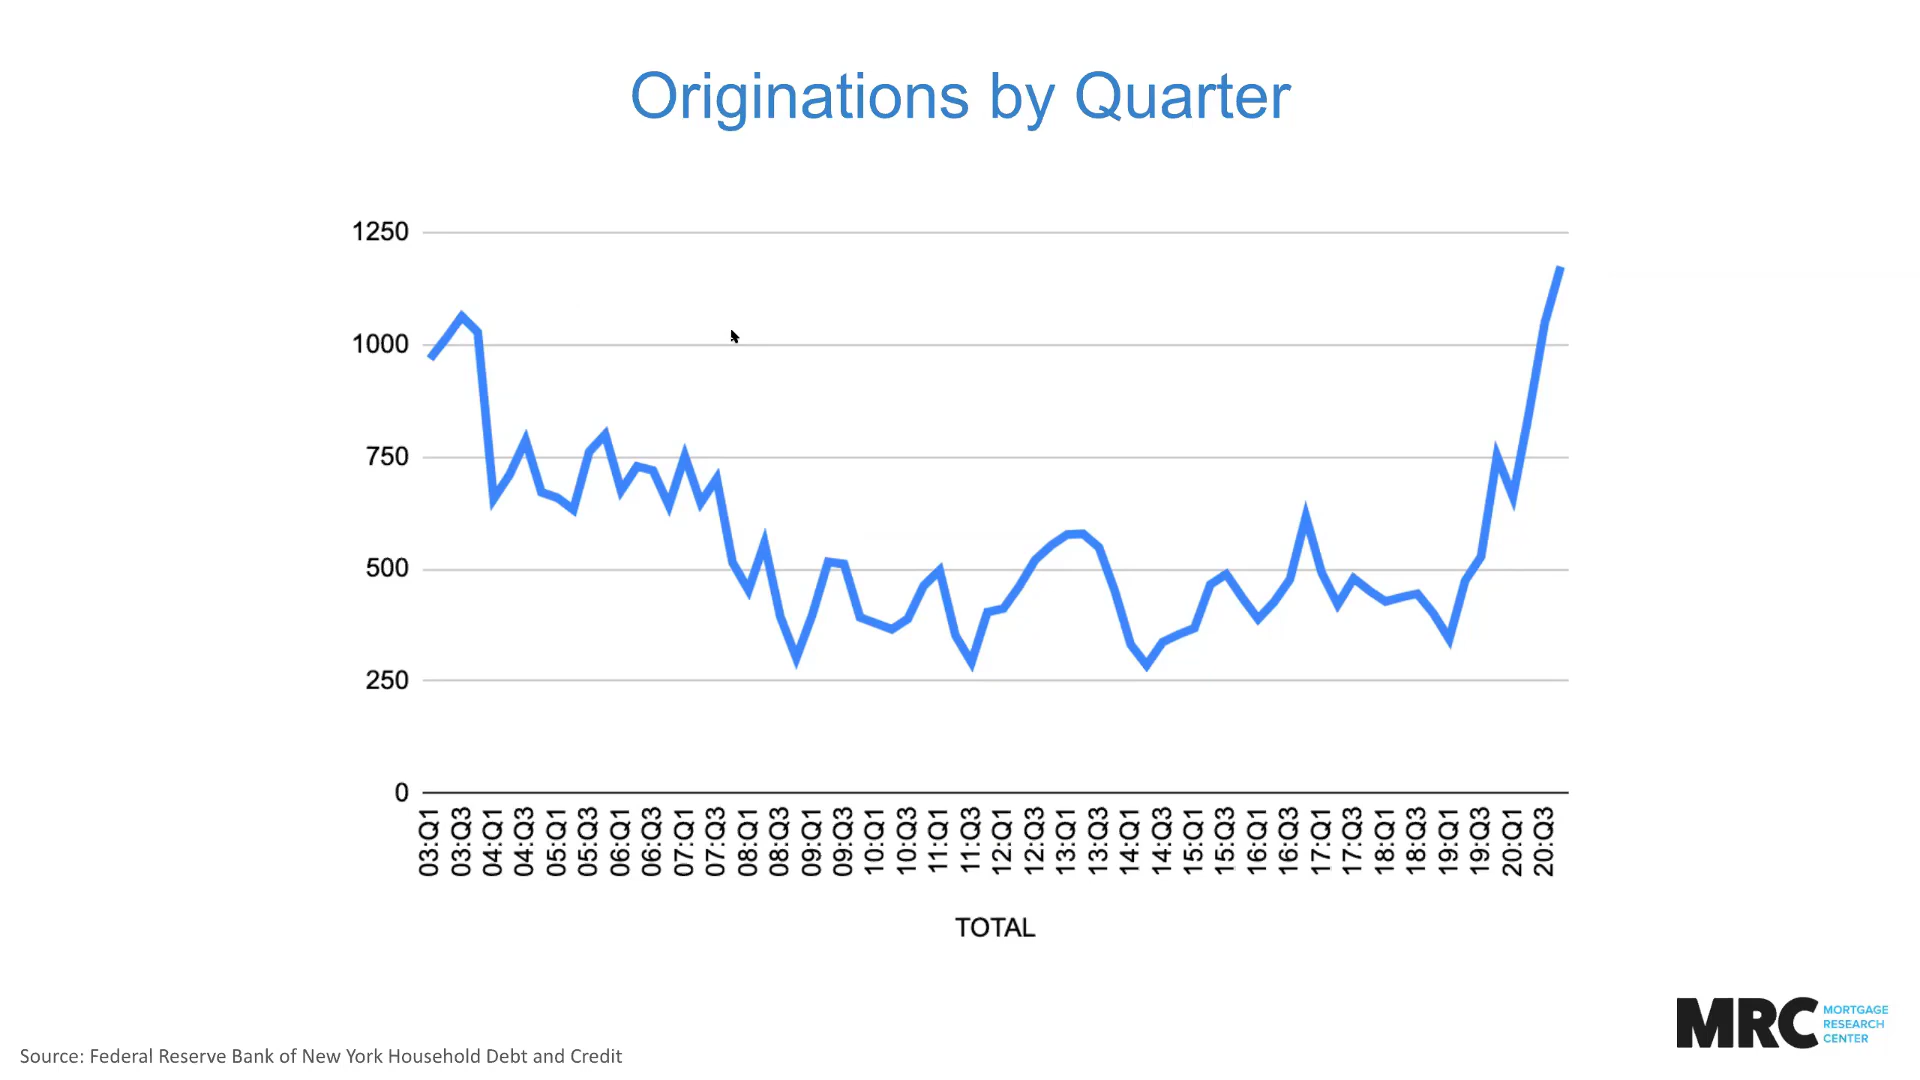 Originations by Quarter
1250
1000
750
500
250
0
03:Q1
03:Q3
04:Q1
04:Q3
05:Q1
05:Q3
06:Q1
06:Q3
07:Q1
07:Q3
08:Q1
08:Q3
09:Q1
09:Q3
10:Q1
10:Q3
11:Q1
11:Q3
12:Q1
12:Q3
13:Q1
13:Q3
14:Q1
14:Q3
15:Q1
15:Q3
16:Q1
16:Q3
17:Q1
17:Q3
18:Q1
18:Q3
19:Q1
19:Q3
20:Q1
20:Q3
TOTAL
MRC
MORTGAGE
RESEARCH
CENTER
Source: Federal Reserve Bank of New York Household Debt and Credit